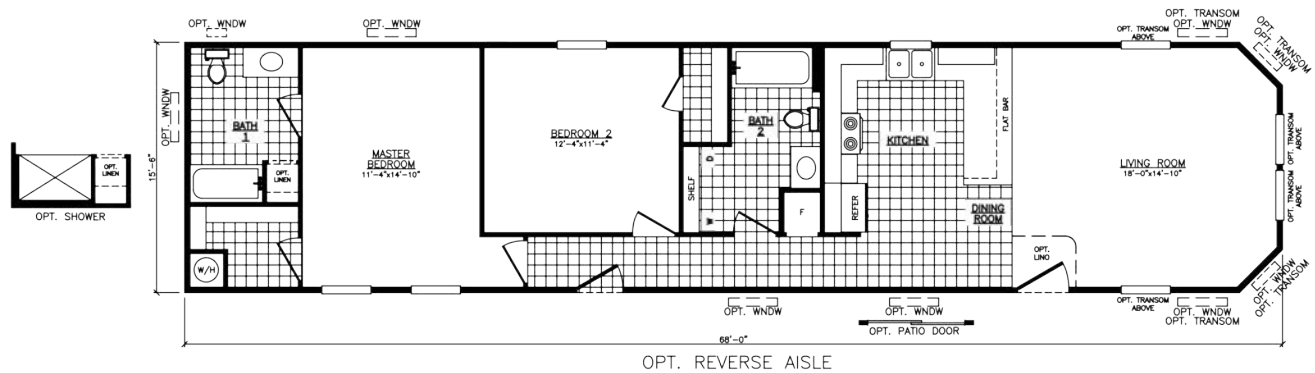 OPT. WNDW
OPT. WNDW
OPT. TRANSOM
OPT. WNDW
OPT. TRANSOM
ABOVE
OPT. TRANSOM
OPT. WNDW
OPT. WNDW
15'-6"
BATH
1
OPT.
LINEN
W/H
MASTER
BEDROOM
11'-4"x14'-10"
BEDROOM 2
12'-4"x11'-4"
SHELF
D
W
BATH
2
F
KITCHEN
REFER
FLAT BAR
DINING
ROOM
LIVING ROOM
18'-0"x14'-10"
OPT. TRANSOM
ABOVE
OPT. TRANSOM
ABOVE
OPT.
LINO
OPT.
LINEN
OPT. SHOWER
OPT. WNDW
OPT. WNDW
OPT. PATIO DOOR
OPT. TRANSOM
ABOVE
OPT. WNDW
OPT. TRANSOM
OPT. WNDW
OPT. TRANSOM
68'-0"
OPT. REVERSE AISLE